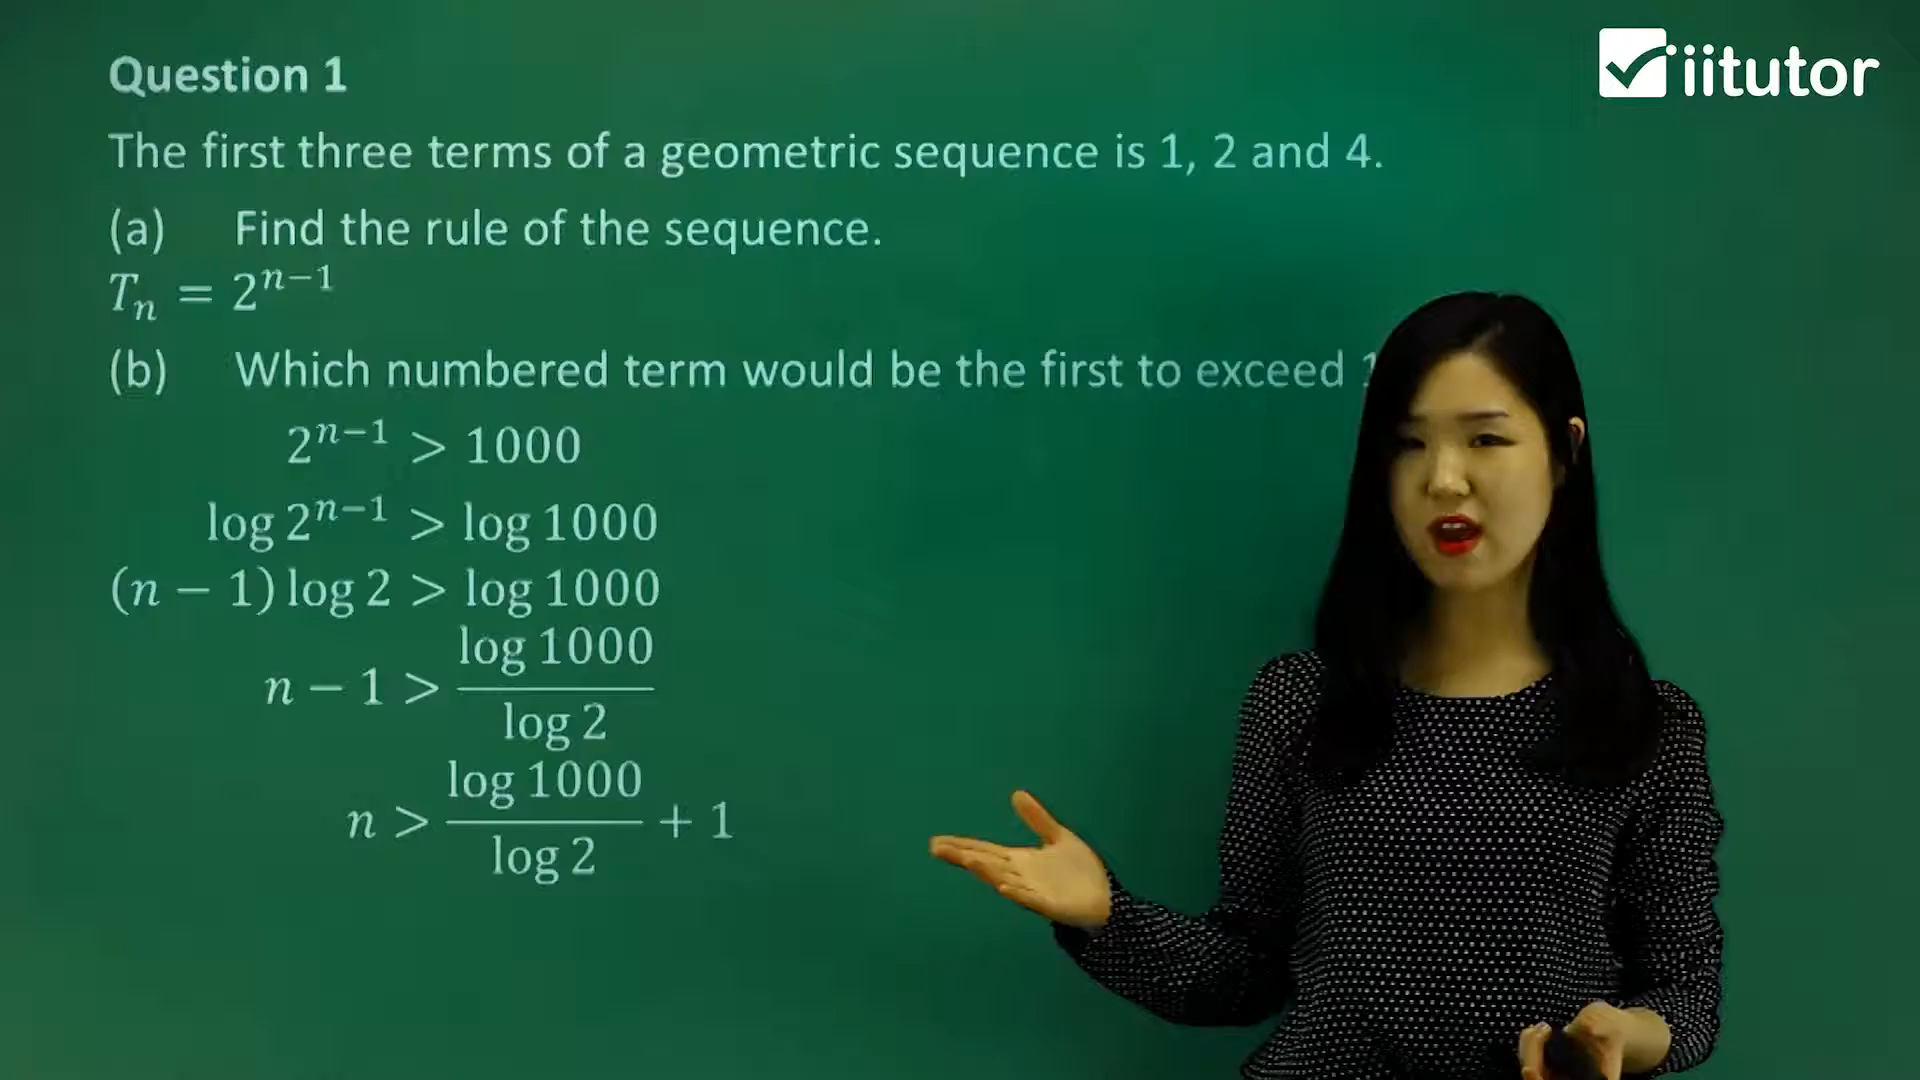 iitutor
Question 1
The first three terms of a geometric sequence is 1, 2 and 4.
(a) Find the rule of the sequence.
Tₙ = 2ⁿ⁻¹
(b) Which numbered term would be the first to exceed
2ⁿ⁻¹ > 1000
log 2ⁿ⁻¹ > log 1000
(n − 1) log 2 > log 1000
n − 1 > log 1000 / log 2
n > log 1000 / log 2 + 1